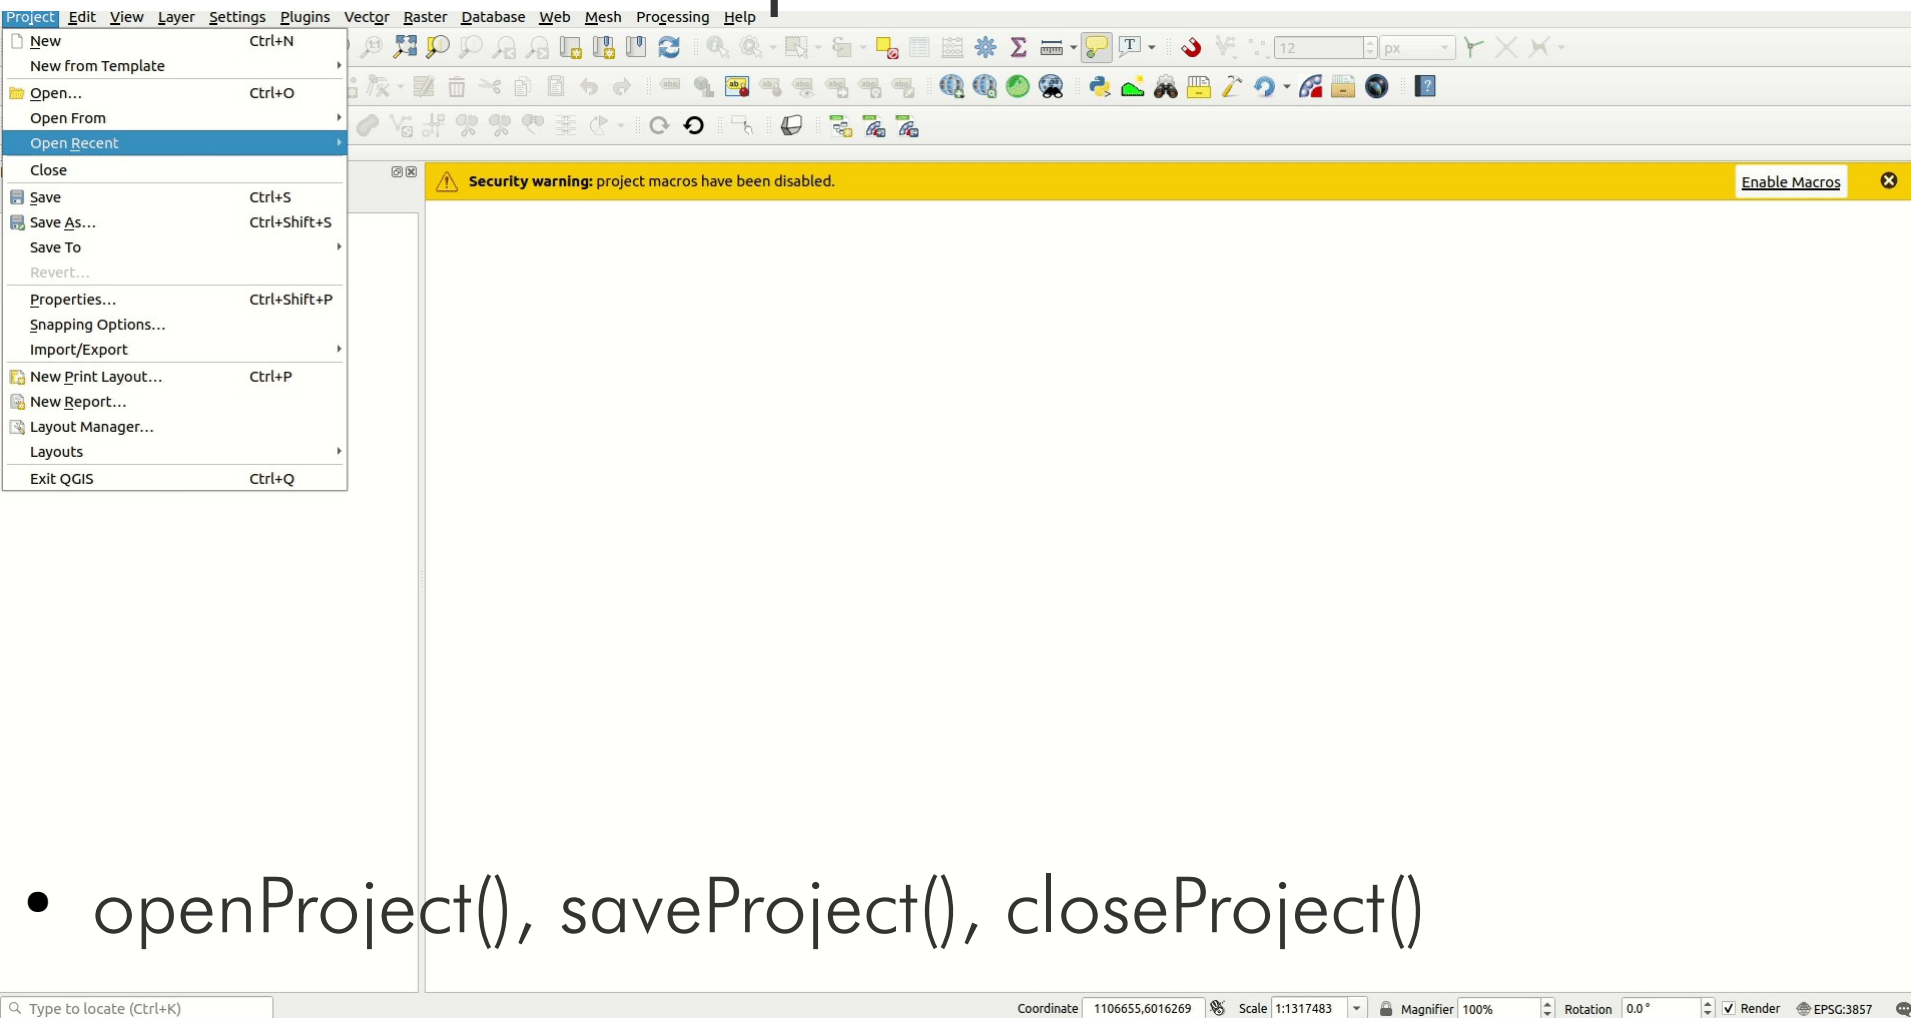 Project Edit View Layer Settings Plugins Vector Raster Database Web Mesh Processing Help
New Ctrl+N
New from Template
Open... Ctrl+O
Open From
Open Recent
Close
Save Ctrl+S
Save As... Ctrl+Shift+S
Save To
Revert...
Properties... Ctrl+Shift+P
Snapping Options...
Import/Export
New Print Layout... Ctrl+P
New Report...
Layout Manager...
Layouts
Exit QGIS Ctrl+Q
12 px
Security warning: project macros have been disabled. Enable Macros
• openProject(), saveProject(), closeProject()
Type to locate (Ctrl+K) Coordinate 1106655,6016269 Scale 1:1317483 Magnifier 100% Rotation 0.0 ° Render EPSG:3857